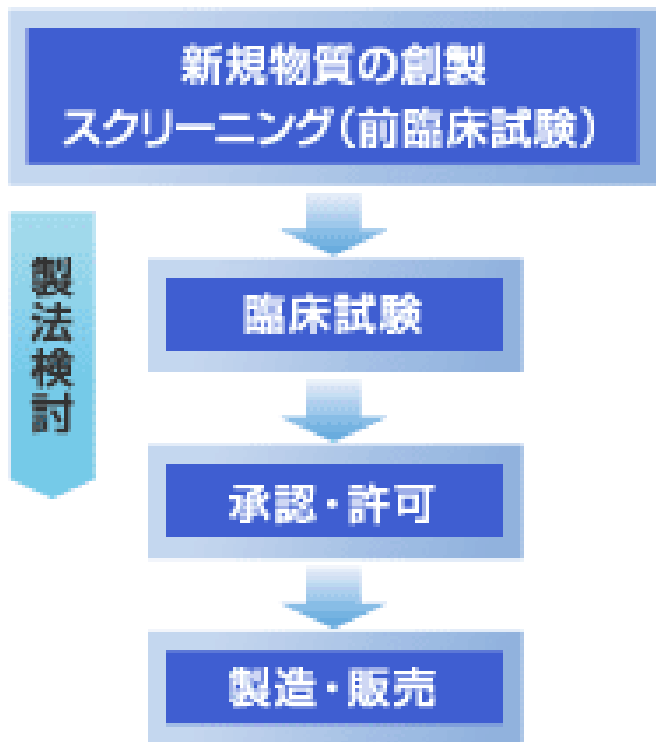 新規物質の創製
スクリーニング(前臨床試験)
製法検討
臨床試験
承認・許可
製造・販売